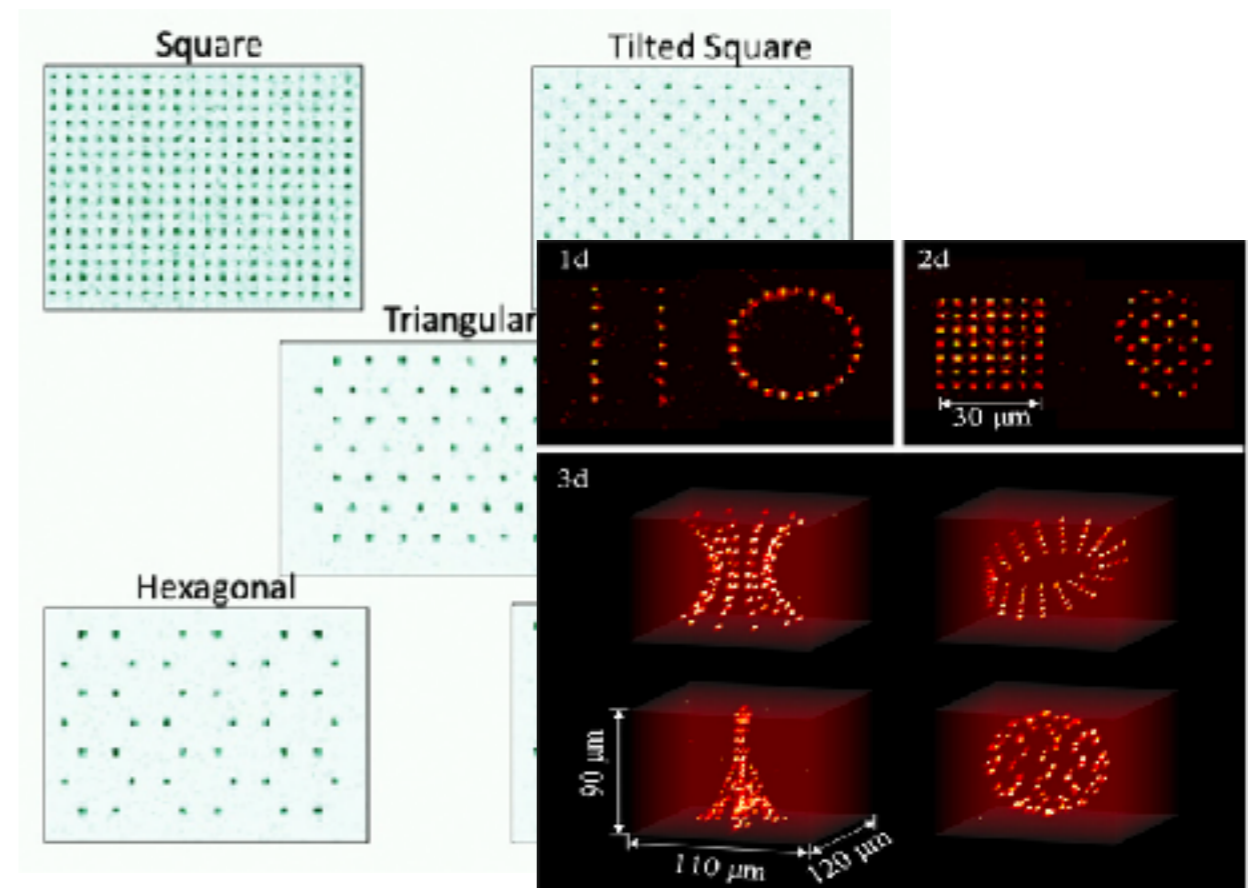 Square
Tilted Square
Triangular
Hexagonal
1d
2d
30 μm
3d
90 μm
110 μm
120 μm